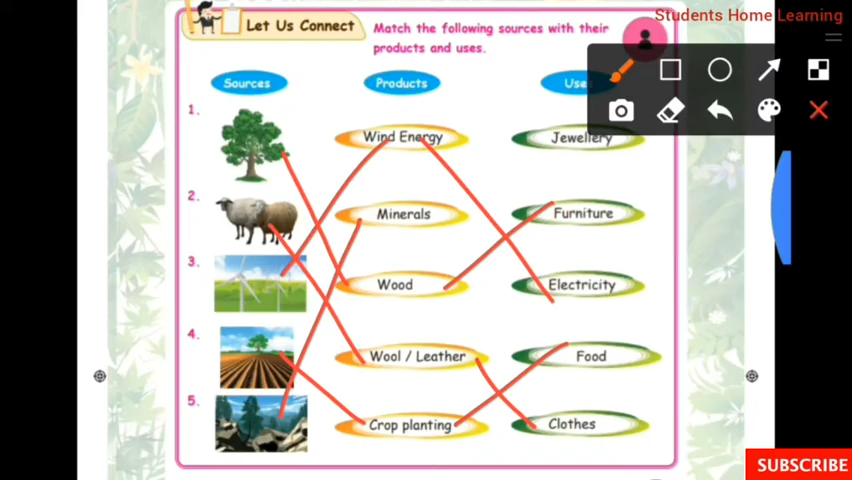 Students Home Learning
Let Us Connect
Match the following sources with their
products and uses.
Sources
Products
Use
1.
Wind Energy
Jewellery
2.
Minerals
Furniture
3.
Wood
Electricity
4.
Wool / Leather
Food
5.
Crop planting
Clothes
SUBSCRIBE